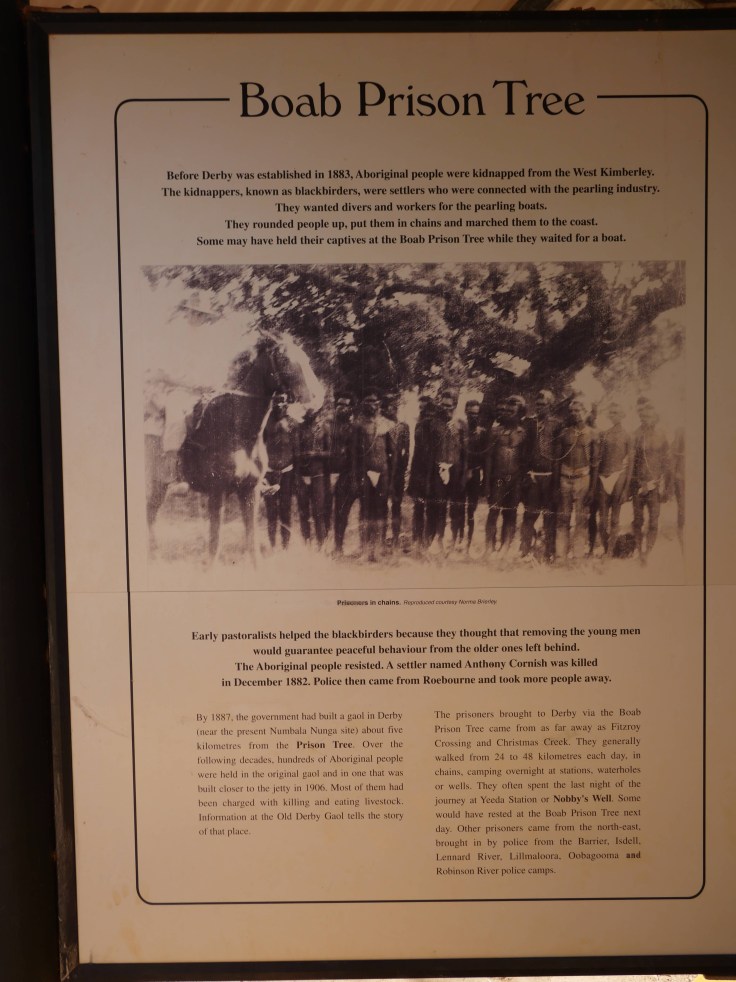 Boab Prison Tree
Before Derby was established in 1883, Aboriginal people were kidnapped from the West Kimberley.
The kidnappers, known as blackbirders, were settlers who were connected with the pearling industry.
They wanted divers and workers for the pearling boats.
They rounded people up, put them in chains and marched them to the coast.
Some may have held their captives at the Boab Prison Tree while they waited for a boat.
Prisoners in chains. Reproduced courtesy Norma Brierley.
Early pastoralists helped the blackbirders because they thought that removing the young men
would guarantee peaceful behaviour from the older ones left behind.
The Aboriginal people resisted. A settler named Anthony Cornish was killed
in December 1882. Police then came from Roebourne and took more people away.
By 1887, the government had built a gaol in Derby
(near the present Numbala Nunga site) about five
kilometres from the Prison Tree. Over the
following decades, hundreds of Aboriginal people
were held in the original gaol and in one that was
built closer to the jetty in 1906. Most of them had
been charged with killing and eating livestock.
Information at the Old Derby Gaol tells the story
of that place.
The prisoners brought to Derby via the Boab
Prison Tree came from as far away as Fitzroy
Crossing and Christmas Creek. They generally
walked from 24 to 48 kilometres each day, in
chains, camping overnight at stations, waterholes
or wells. They often spent the last night of the
journey at Yeeda Station or Nobby's Well. Some
would have rested at the Boab Prison Tree next
day. Other prisoners came from the north-east,
brought in by police from the Barrier, Isdell,
Lennard River, Lillmaloora, Oobagooma and
Robinson River police camps.